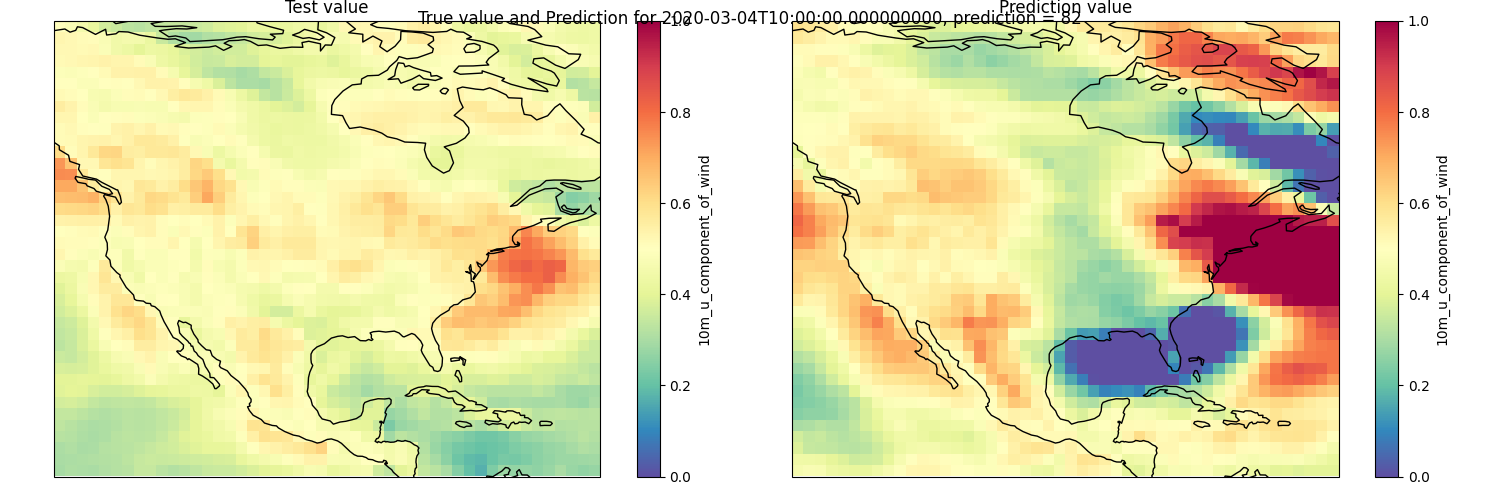 Test value
True value and Prediction for 2020-03-04T10:00:00.000000000, prediction = 82
Prediction value
1.0
0.8
0.6
0.4
0.2
0.0
10m_u_component_of_wind
1.0
0.8
0.6
0.4
0.2
0.0
10m_u_component_of_wind